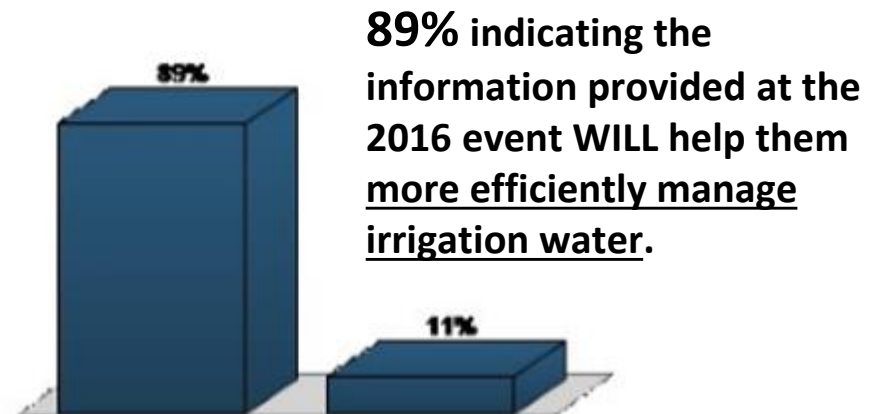 89% indicating the
information provided at the
2016 event WILL help them
more efficiently manage
irrigation water.
89%
11%